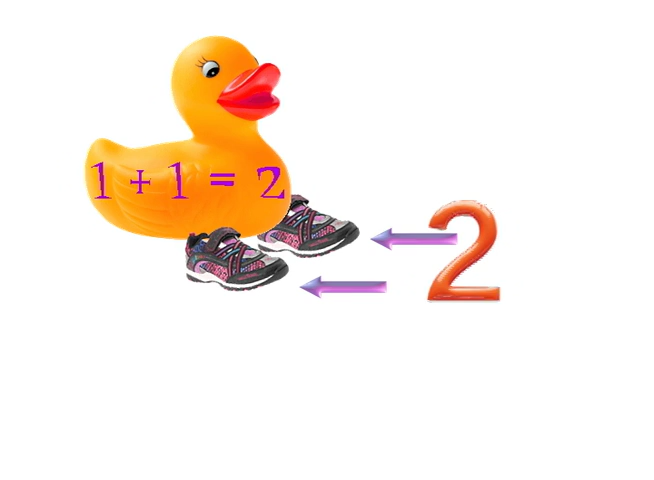 1 + 1 = 2
2